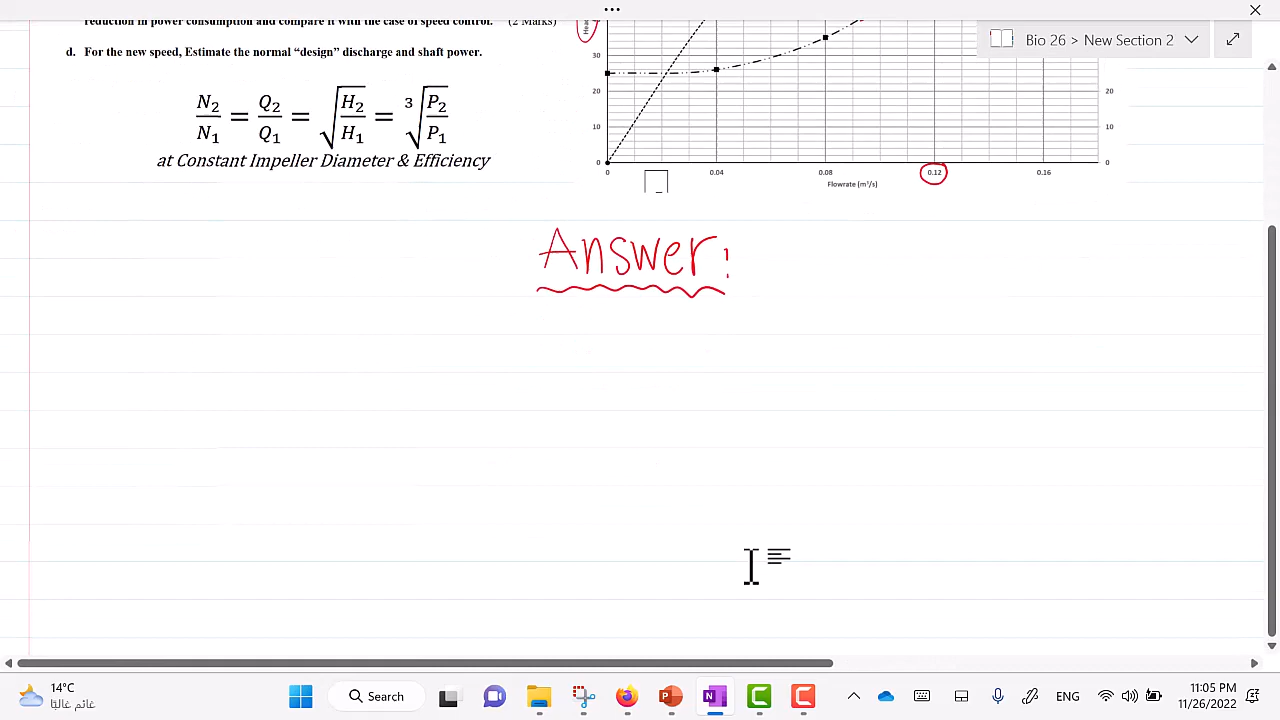 reduction in power consumption and compare it with the case of speed control. (2 Marks)
d. For the new speed, Estimate the normal “design” discharge and shaft power.
N2/N1 = Q2/Q1 = √(H2/H1) = ∛(P2/P1)
at Constant Impeller Diameter & Efficiency
Hea
30
20
10
0
20
10
0
0 0.04 0.08 0.12 0.16
Flowrate (m³/s)
Bio 26 > New Section 2
Answer:
14°C
غائم غالبًا
Search
ENG
11:05 PM
11/26/2022